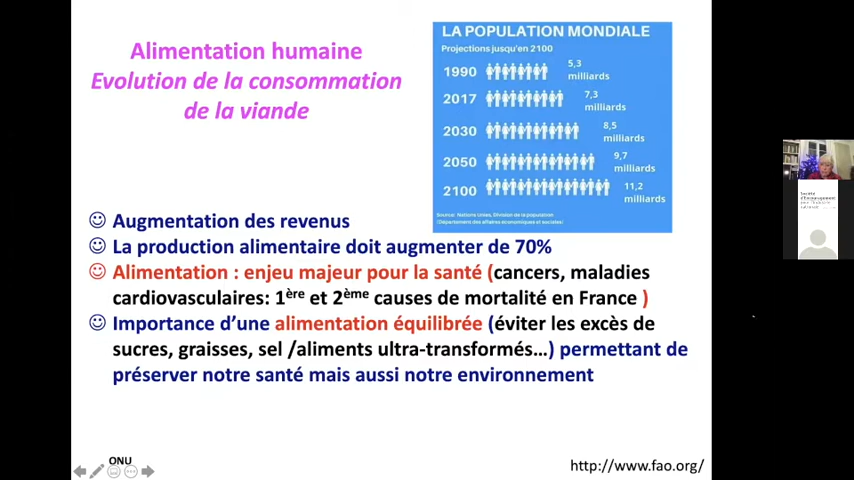 Alimentation humaine
Evolution de la consommation
de la viande
LA POPULATION MONDIALE
Projections jusqu'en 2100
1990 5,3 milliards
2017 7,3 milliards
2030 8,5 milliards
2050 9,7 milliards
2100 11,2 milliards
Source: Nations Unies, Division de la population
(Département des affaires économiques et sociales)
Augmentation des revenus
La production alimentaire doit augmenter de 70%
Alimentation : enjeu majeur pour la santé (cancers, maladies
cardiovasculaires: 1ère et 2ème causes de mortalité en France )
Importance d'une alimentation équilibrée (éviter les excès de
sucres, graisses, sel /aliments ultra-transformés…) permettant de
préserver notre santé mais aussi notre environnement
ONU
http://www.fao.org/
Société
d'Encouragement